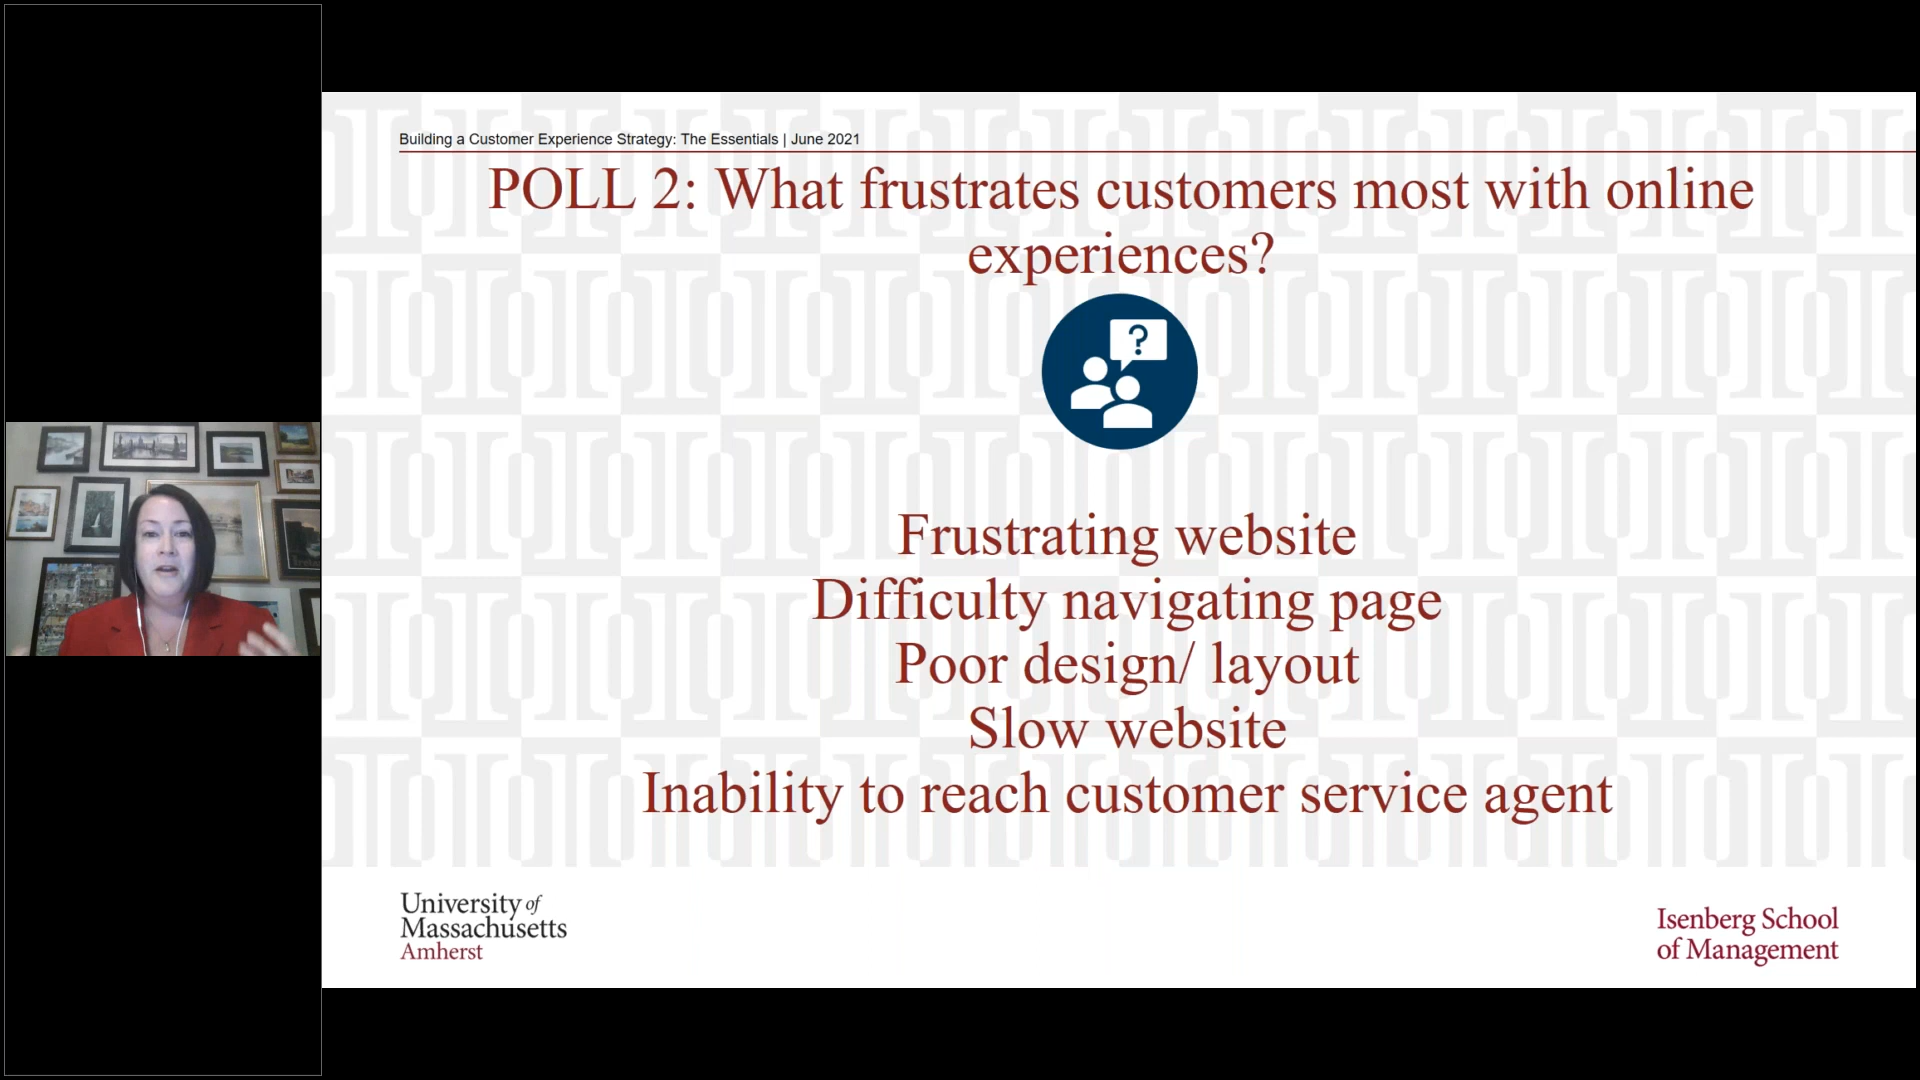 Building a Customer Experience Strategy: The Essentials | June 2021
POLL 2: What frustrates customers most with online
experiences?
?
Frustrating website
Difficulty navigating page
Poor design/ layout
Slow website
Inability to reach customer service agent
University of
Massachusetts
Amherst
Isenberg School
of Management